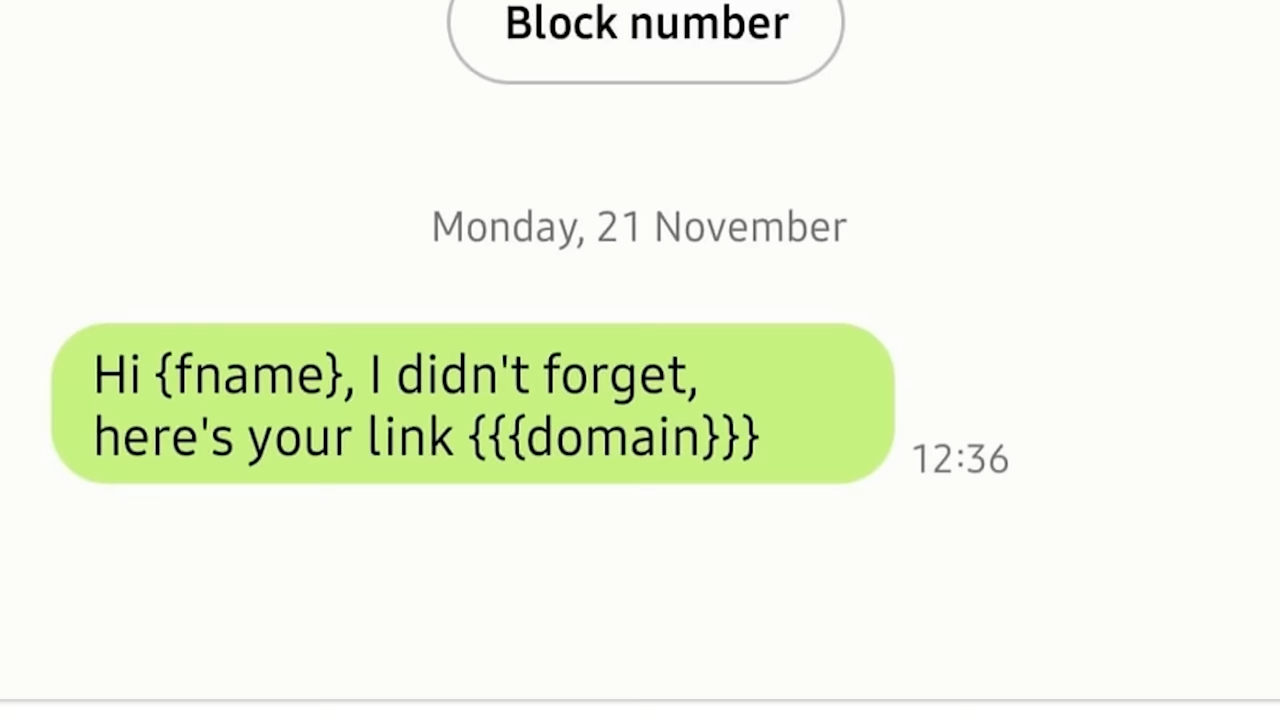 Block number
Monday, 21 November
Hi {fname}, I didn't forget,
here's your link {{{domain}}}
12:36